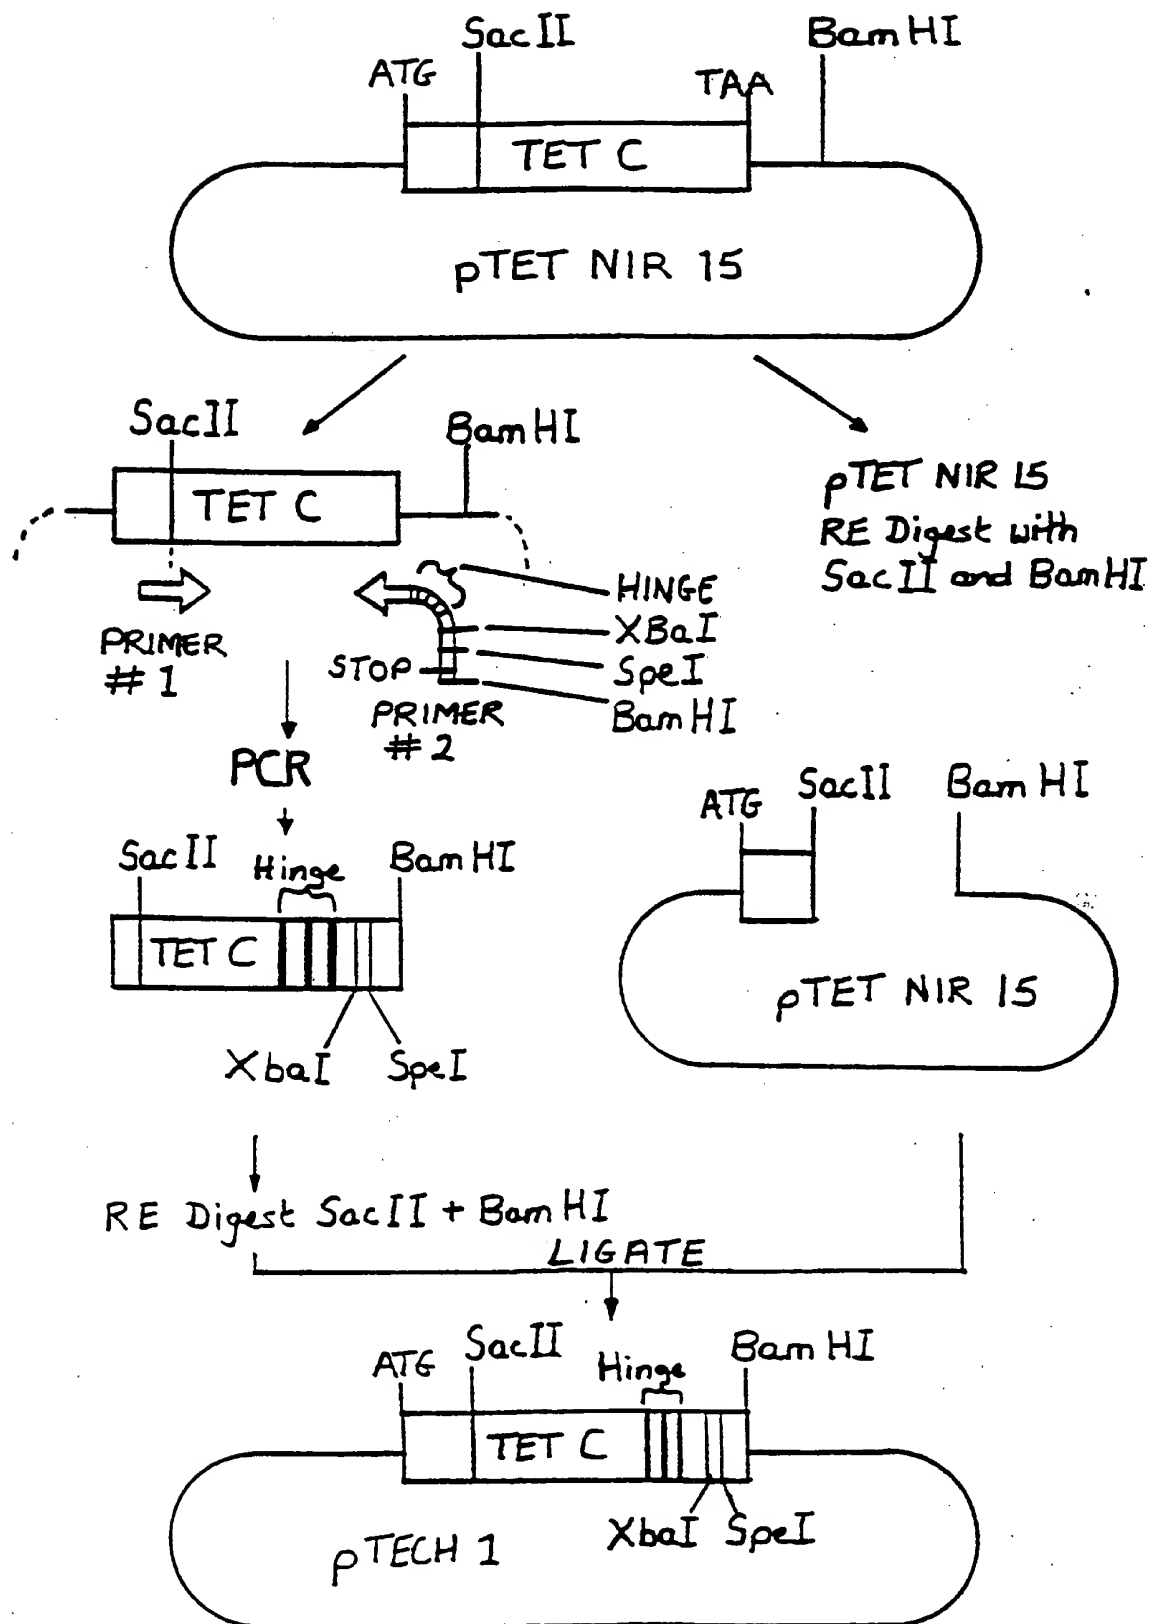 SacII
BamHI
ATG
TAA
TET C
pTET NIR 15
SacII
BamHI
TET C
pTET NIR 15
RE Digest with
SacII and BamHI
HINGE
XBaI
SpeI
BamHI
STOP
PRIMER
#1
PRIMER
#2
PCR
SacII
Hinge
BamHI
TET C
XbaI
SpeI
ATG
SacII
BamHI
pTET NIR 15
RE Digest SacII + BamHI
LIGATE
ATG
SacII
Hinge
BamHI
TET C
XbaI
SpeI
pTECH 1